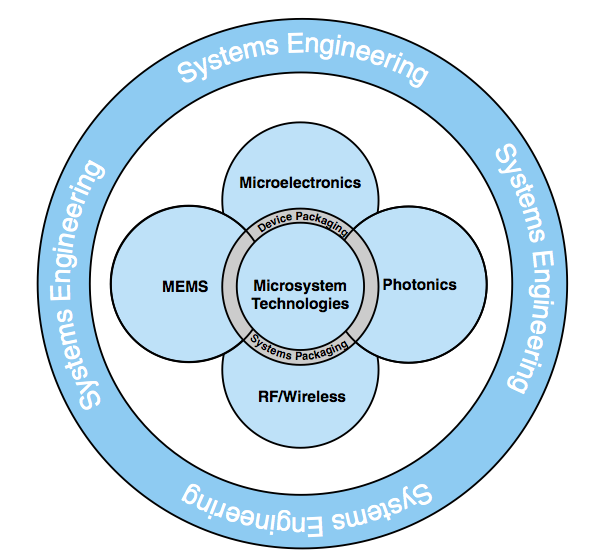 Systems Engineering
Microelectronics
Device Packaging
Systems Engineering
MEMS
Microsystem
Technologies
Photonics
Systems Engineering
Systems Packaging
RF/Wireless
Systems Engineering